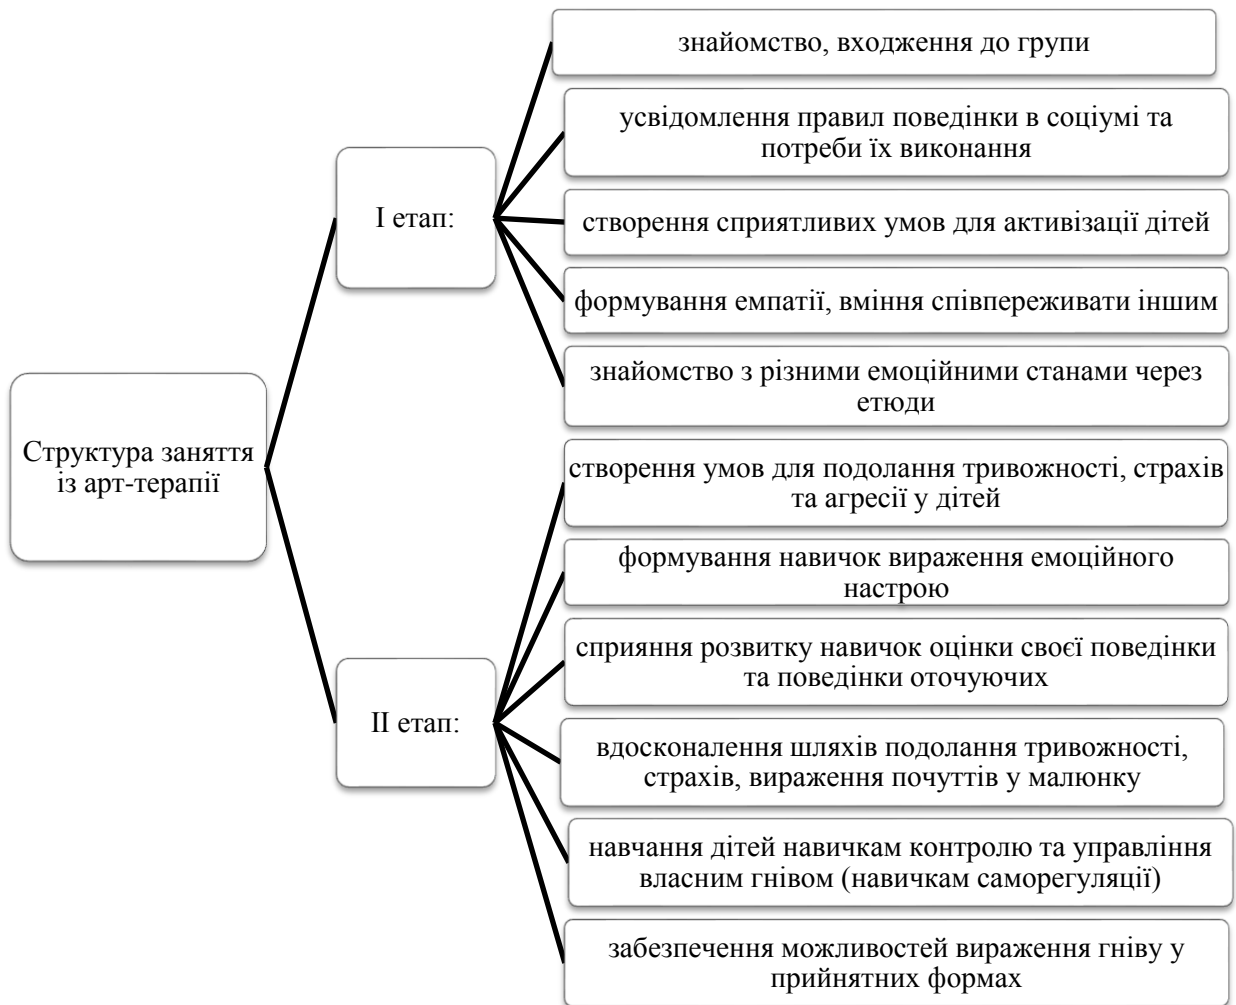 Структура заняття
із арт-терапії
І етап:
знайомство, входження до групи
усвідомлення правил поведінки в соціумі та
потреби їх виконання
створення сприятливих умов для активізації дітей
формування емпатії, вміння співпереживати іншим
знайомство з різними емоційними станами через
етюди
ІІ етап:
створення умов для подолання тривожності, страхів
та агресії у дітей
формування навичок вираження емоційного
настрою
сприяння розвитку навичок оцінки своєї поведінки
та поведінки оточуючих
вдосконалення шляхів подолання тривожності,
страхів, вираження почуттів у малюнку
навчання дітей навичкам контролю та управління
власним гнівом (навичкам саморегуляції)
забезпечення можливостей вираження гніву у
прийнятних формах